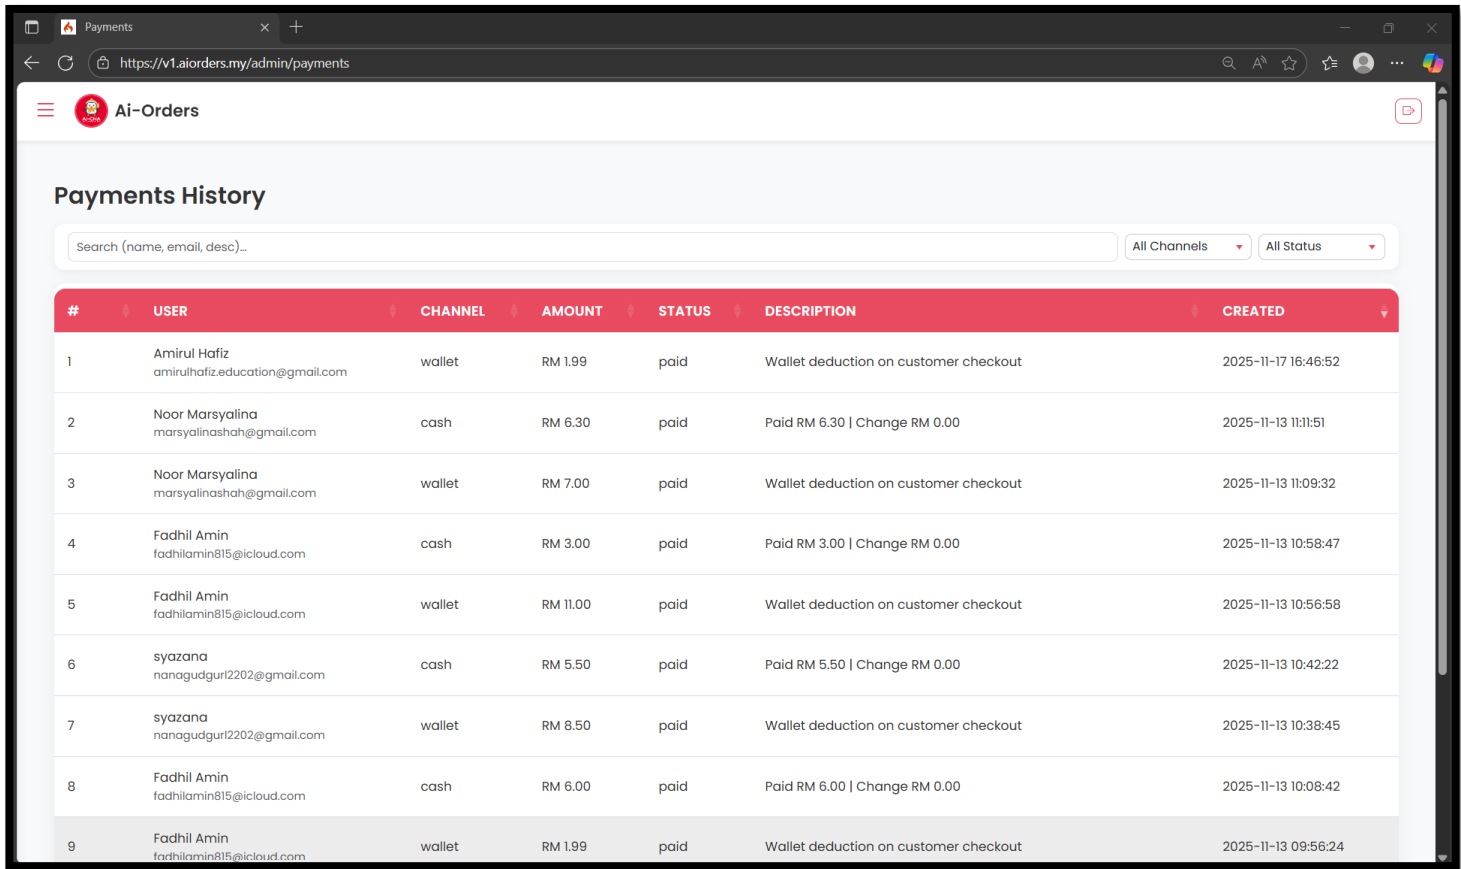 Payments
https://v1.aiorders.my/admin/payments
Ai-CHA
Ai-Orders
Payments History
Search (name, email, desc)...
All Channels
All Status
# USER CHANNEL AMOUNT STATUS DESCRIPTION CREATED
1 Amirul Hafiz wallet RM 1.99 paid Wallet deduction on customer checkout 2025-11-17 16:46:52
amirulhafiz.education@gmail.com
2 Noor Marsyalina cash RM 6.30 paid Paid RM 6.30 | Change RM 0.00 2025-11-13 11:11:51
marsyalinashah@gmail.com
3 Noor Marsyalina wallet RM 7.00 paid Wallet deduction on customer checkout 2025-11-13 11:09:32
marsyalinashah@gmail.com
4 Fadhil Amin cash RM 3.00 paid Paid RM 3.00 | Change RM 0.00 2025-11-13 10:58:47
fadhilamin815@icloud.com
5 Fadhil Amin wallet RM 11.00 paid Wallet deduction on customer checkout 2025-11-13 10:56:58
fadhilamin815@icloud.com
6 syazana cash RM 5.50 paid Paid RM 5.50 | Change RM 0.00 2025-11-13 10:42:22
nanagudgurl2202@gmail.com
7 syazana wallet RM 8.50 paid Wallet deduction on customer checkout 2025-11-13 10:38:45
nanagudgurl2202@gmail.com
8 Fadhil Amin cash RM 6.00 paid Paid RM 6.00 | Change RM 0.00 2025-11-13 10:08:42
fadhilamin815@icloud.com
9 Fadhil Amin wallet RM 1.99 paid Wallet deduction on customer checkout 2025-11-13 09:56:24
fadhilamin815@icloud.com